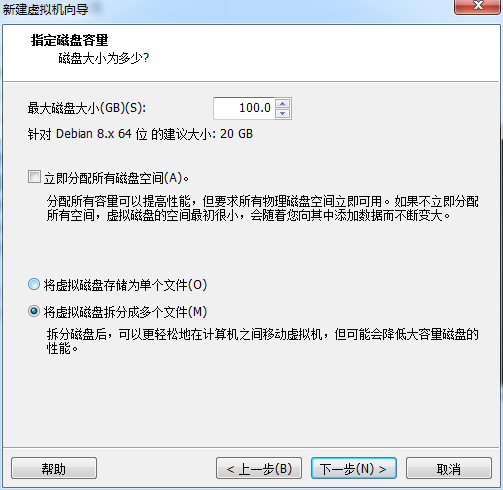 新建虚拟机向导
指定磁盘容量
磁盘大小为多少?
最大磁盘大小(GB)(S): 100.0
针对 Debian 8.x 64 位 的建议大小: 20 GB
立即分配所有磁盘空间(A)。
分配所有容量可以提高性能，但要求所有物理磁盘空间立即可用。如果不立即分配
所有空间，虚拟磁盘的空间最初很小，会随着您向其中添加数据而不断变大。
将虚拟磁盘存储为单个文件(O)
将虚拟磁盘拆分成多个文件(M)
拆分磁盘后，可以更轻松地在计算机之间移动虚拟机，但可能会降低大容量磁盘的
性能。
帮助 < 上一步(B) 下一步(N) > 取消